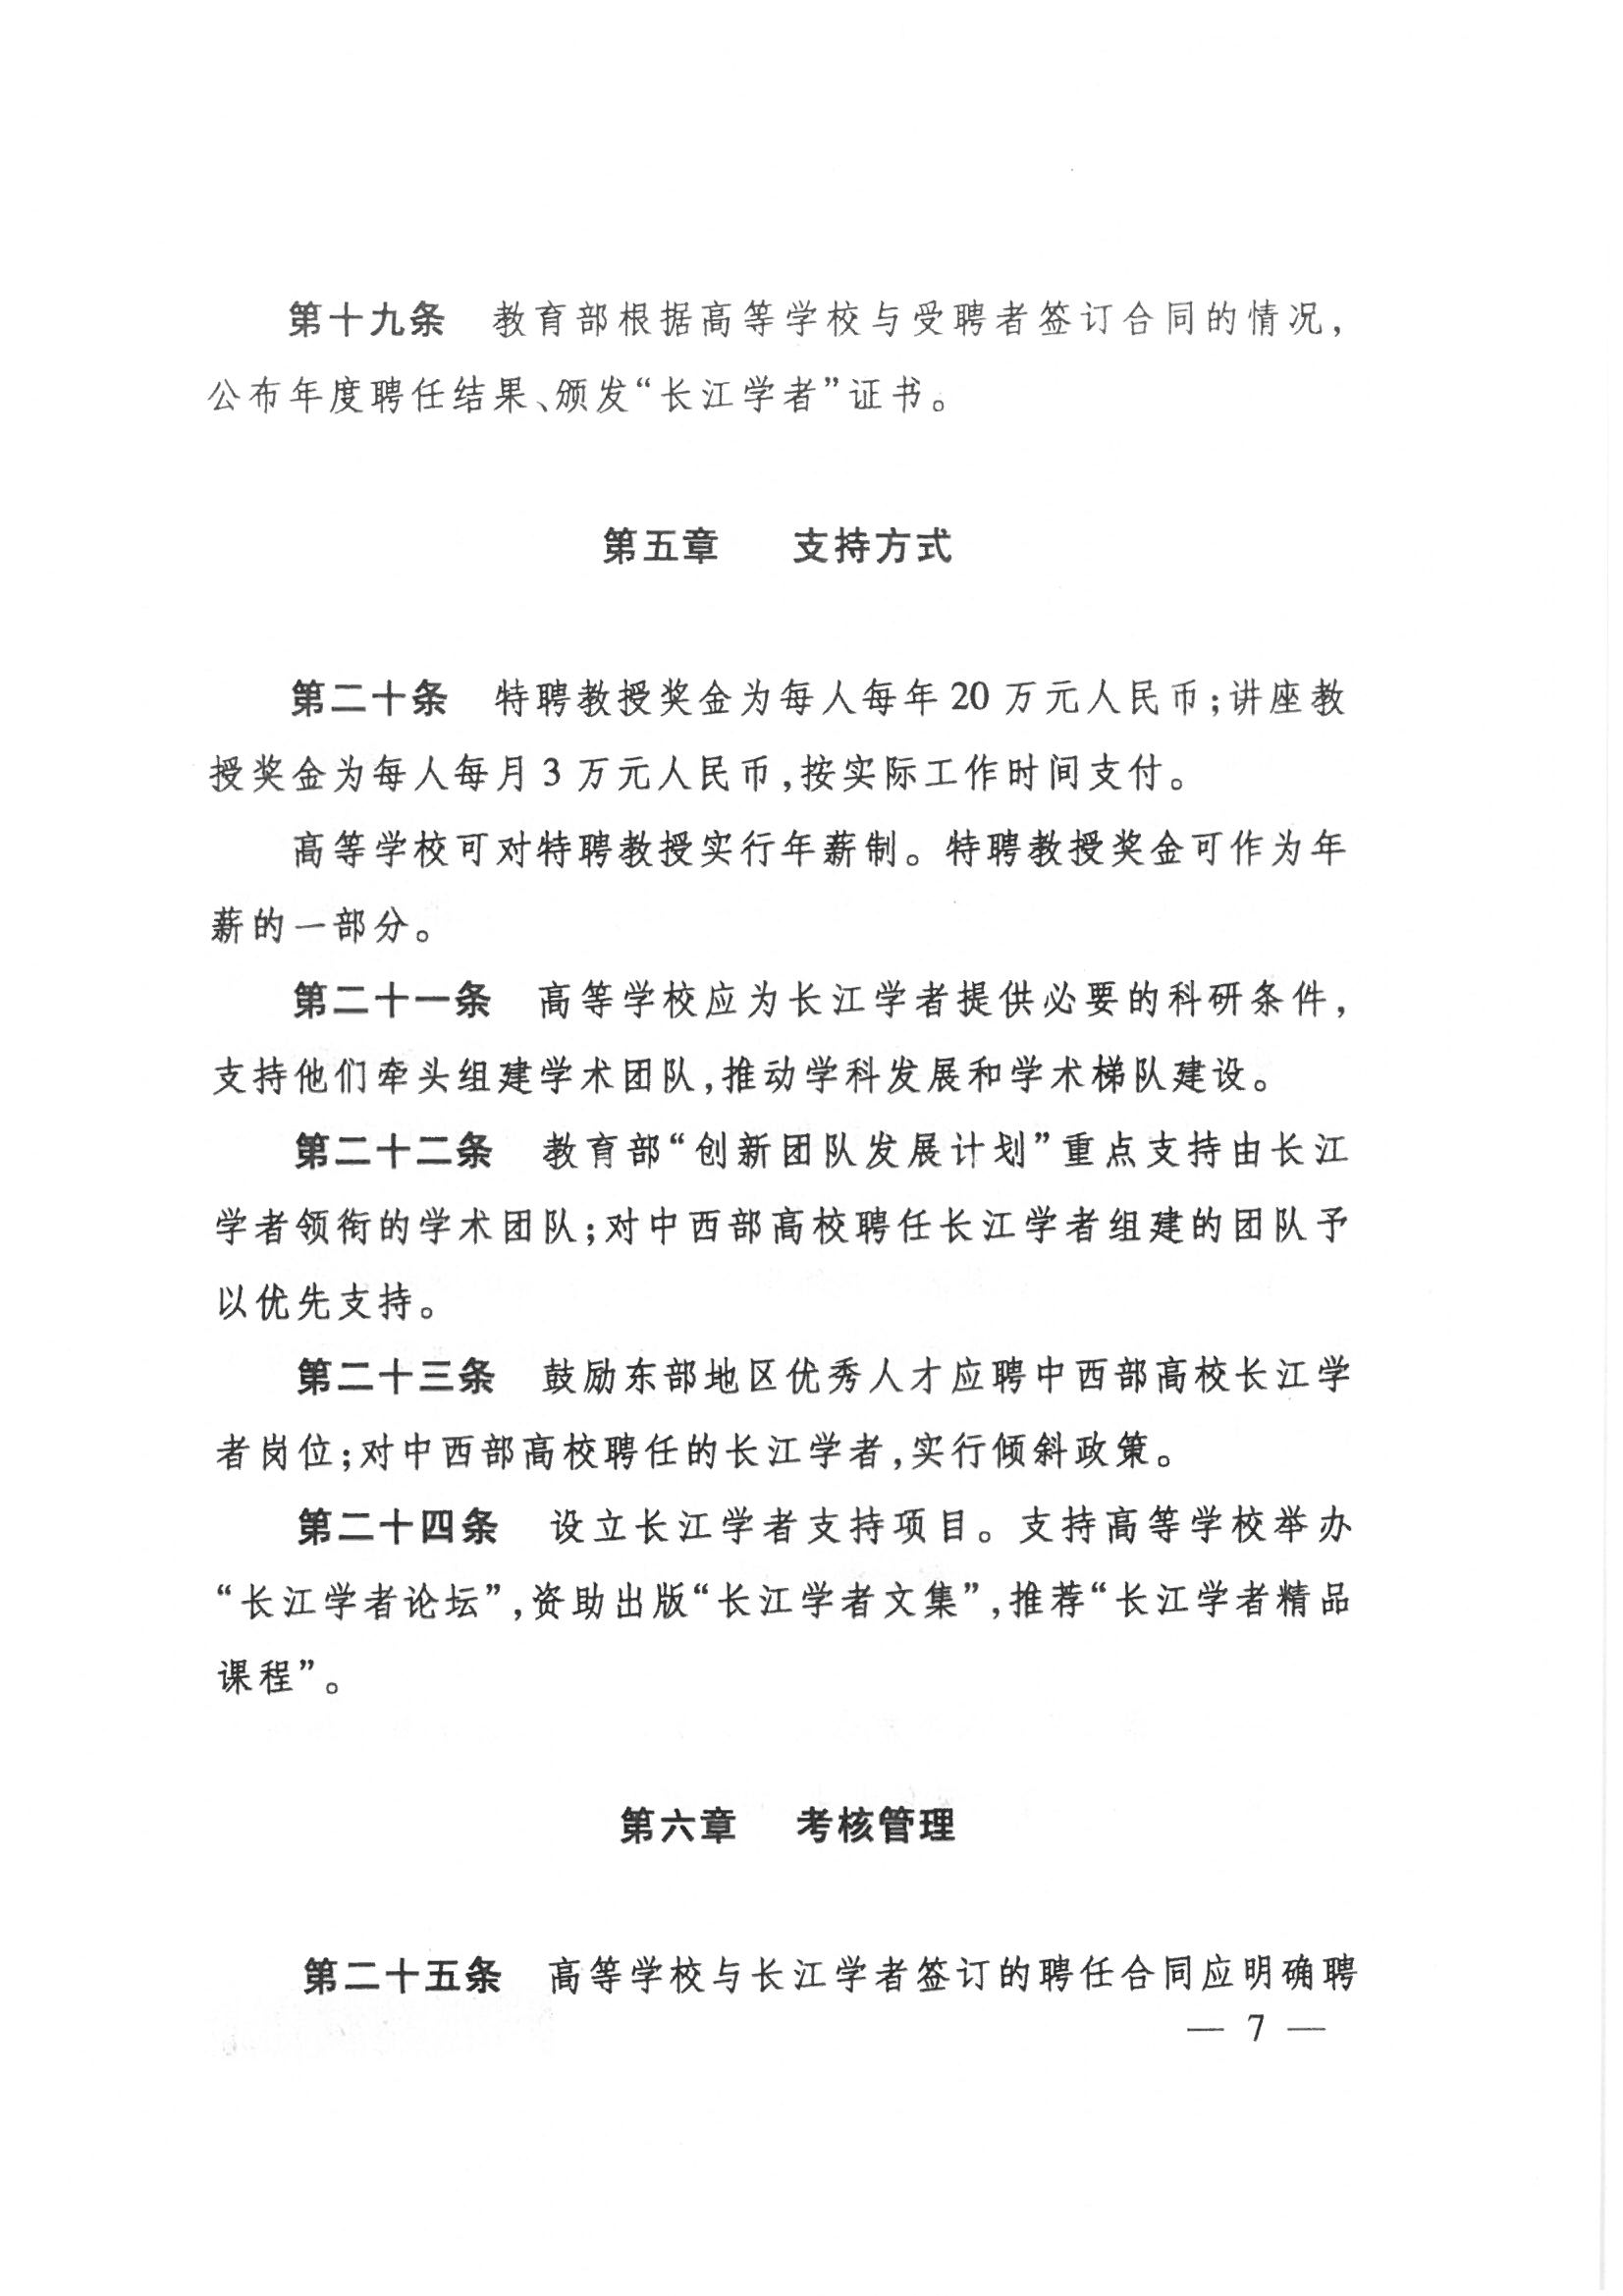 第十九条 教育部根据高等学校与受聘者签订合同的情况，
公布年度聘任结果、颁发“长江学者”证书。
第五章 支持方式
第二十条 特聘教授奖金为每人每年20万元人民币；讲座教
授奖金为每人每月3万元人民币，按实际工作时间支付。
高等学校可对特聘教授实行年薪制。特聘教授奖金可作为年
薪的一部分。
第二十一条 高等学校应为长江学者提供必要的科研条件，
支持他们牵头组建学术团队，推动学科发展和学术梯队建设。
第二十二条 教育部“创新团队发展计划”重点支持由长江
学者领衔的学术团队；对中西部高校聘任长江学者组建的团队予
以优先支持。
第二十三条 鼓励东部地区优秀人才应聘中西部高校长江学
者岗位；对中西部高校聘任的长江学者，实行倾斜政策。
第二十四条 设立长江学者支持项目。支持高等学校举办
“长江学者论坛”，资助出版“长江学者文集”，推荐“长江学者精品
课程”。
第六章 考核管理
第二十五条 高等学校与长江学者签订的聘任合同应明确聘
— 7 —